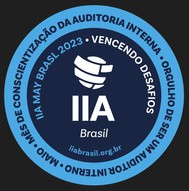 MAIO • MÊS DE CONSCIENTIZAÇÃO DA AUDITORIA INTERNA • ORGULHO DE SER UM AUDITOR INTERNO •
IIA MAY BRASL 2023 • VENCENDO DESAFIOS
IIA
Brasil
iiabrasil.org.br